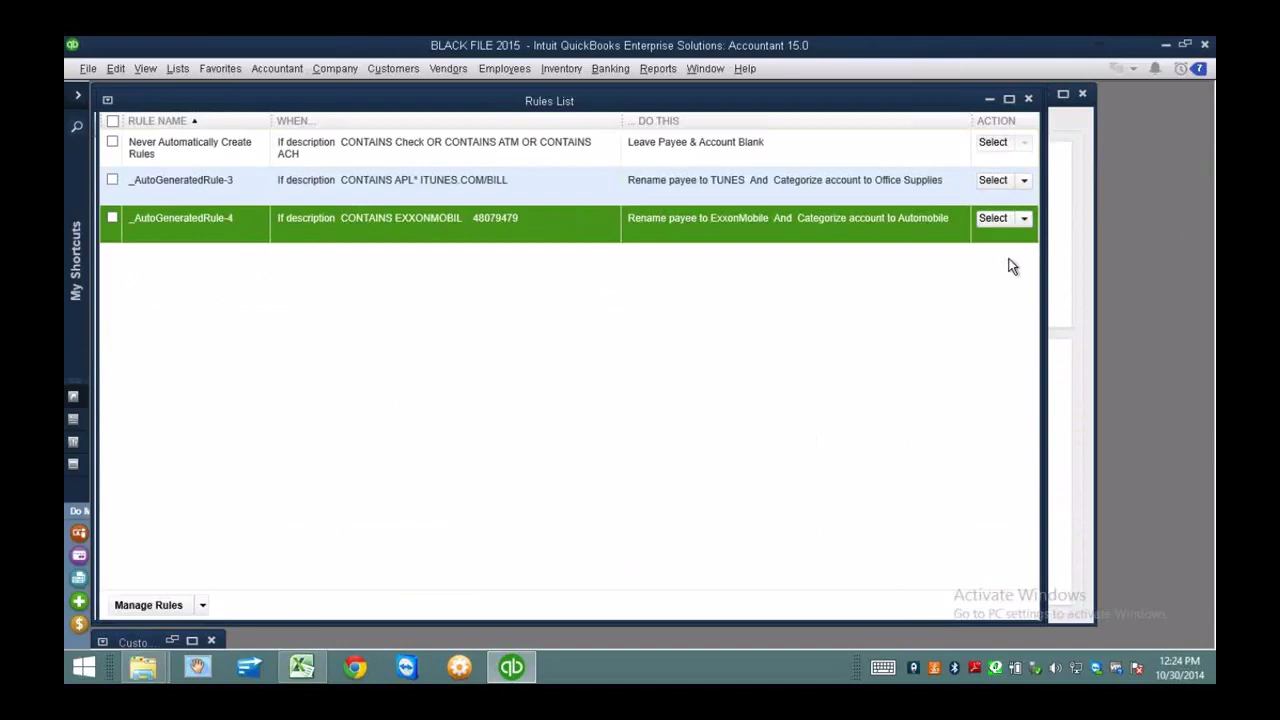 BLACK FILE 2015 - Intuit QuickBooks Enterprise Solutions: Accountant 15.0
File Edit View Lists Favorites Accountant Company Customers Vendors Employees Inventory Banking Reports Window Help
7
Rules List
RULE NAME WHEN... ... DO THIS ACTION
Never Automatically Create Rules
If description CONTAINS Check OR CONTAINS ATM OR CONTAINS ACH
Leave Payee & Account Blank
Select
_AutoGeneratedRule-3 If description CONTAINS APL* ITUNES.COM/BILL Rename payee to TUNES And Categorize account to Office Supplies Select
_AutoGeneratedRule-4 If description CONTAINS EXXONMOBIL 48079479 Rename payee to ExxonMobile And Categorize account to Automobile Select
My Shortcuts
Do M
Manage Rules
Activate Windows
Go to PC settings to activate Windows.
Custo...
qb
12:24 PM
10/30/2014